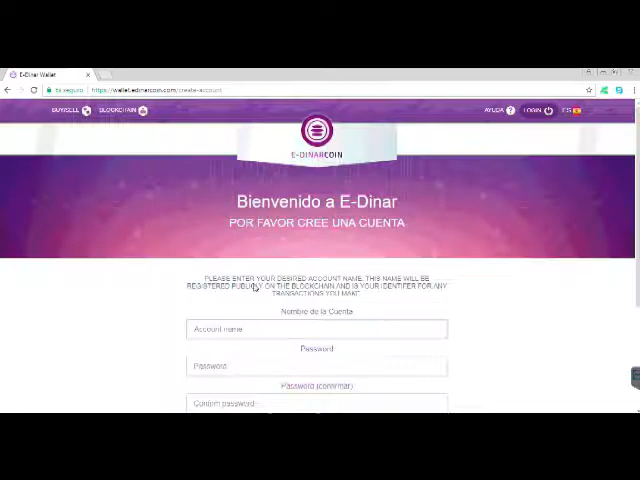 E-Dinar Wallet
Es seguro https://wallet.edinarcoin.com/create-account
BUY/SELL BLOCKCHAIN AYUDA LOGIN ES
E-DINARCOIN
Bienvenido a E-Dinar
POR FAVOR CREE UNA CUENTA
PLEASE ENTER YOUR DESIRED ACCOUNT NAME. THIS NAME WILL BE
REGISTERED PUBLICLY ON THE BLOCKCHAIN AND IS YOUR IDENTIFER FOR ANY
TRANSACTIONS YOU MAKE
Nombre de la Cuenta
Account name
Password
Password
Password (confirmar)
Confirm password